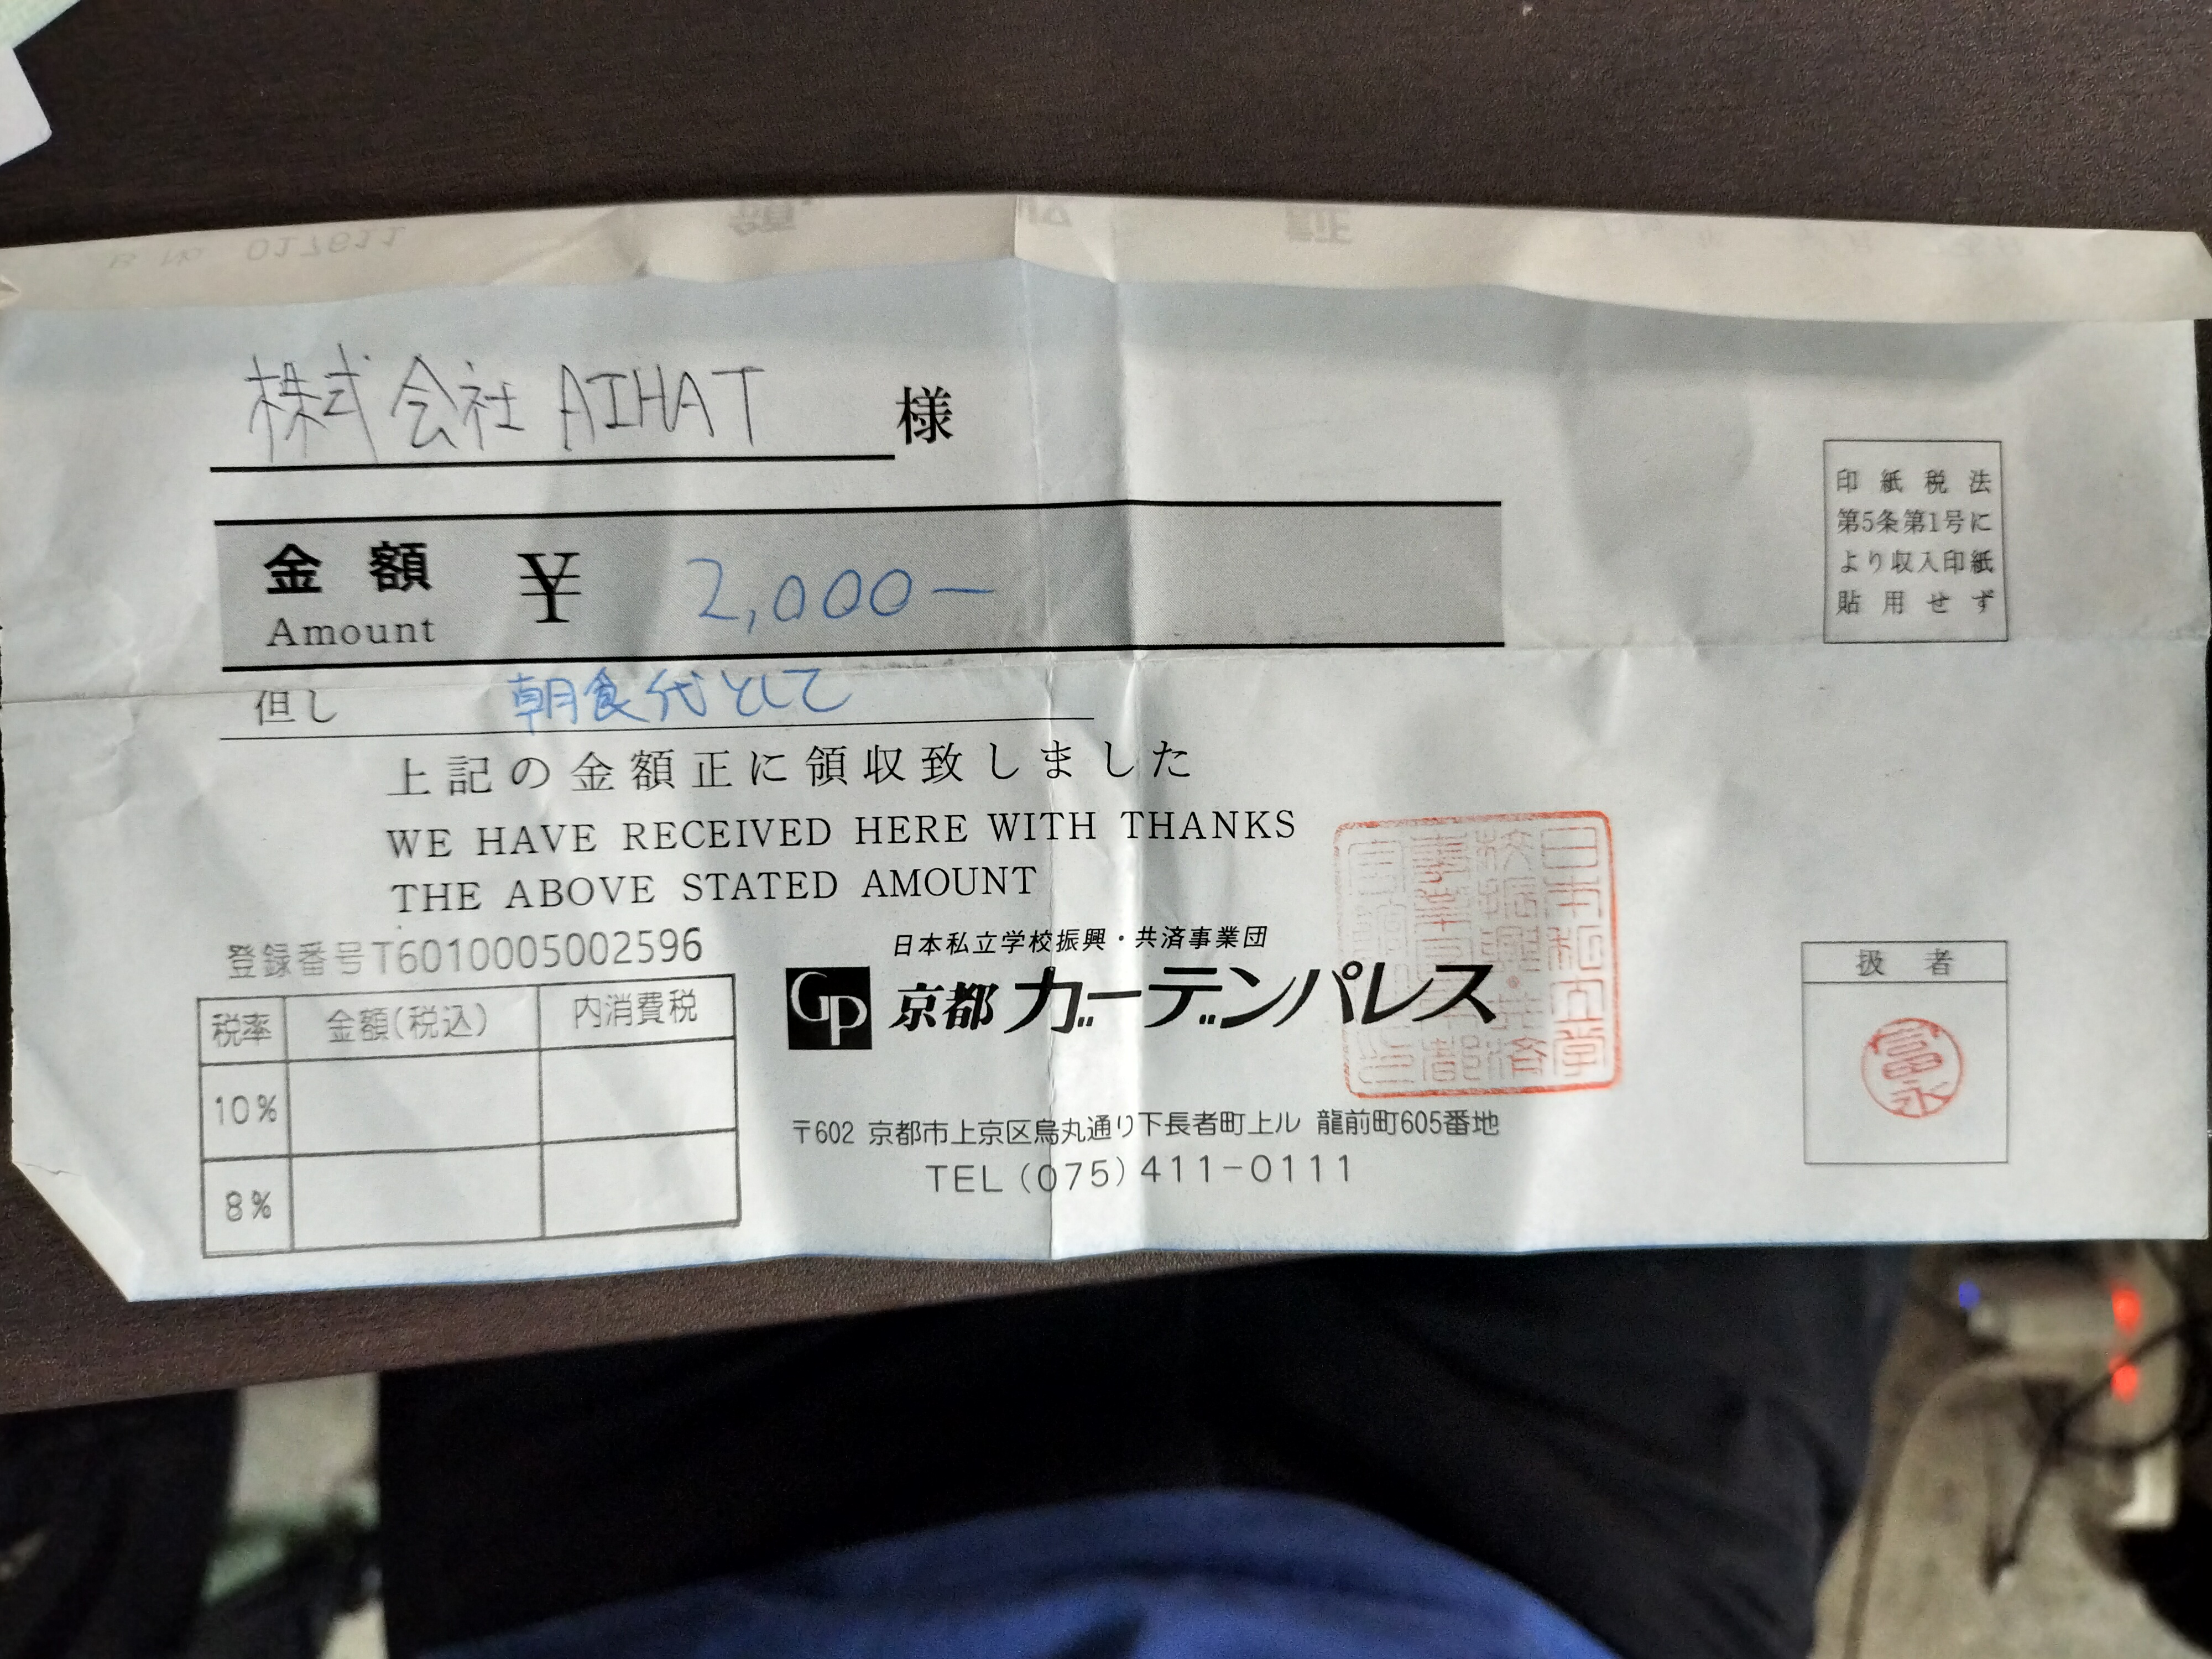 No. 017611
株式会社 AIHAT 様
金額 ¥ 2,000-
Amount
但し 朝食代として
上記の金額正に領収致しました
WE HAVE RECEIVED HERE WITH THANKS
THE ABOVE STATED AMOUNT
印紙税法
第5条第1号に
より収入印紙
貼用せず
登録番号T6010005002596
税率 金額(税込) 内消費税
10%
8%
日本私立学校振興・共済事業団
GP 京都 ガーデンパレス
〒602 京都市上京区烏丸通り下長者町上ル 龍前町605番地
TEL (075) 411-0111
扱者
富永